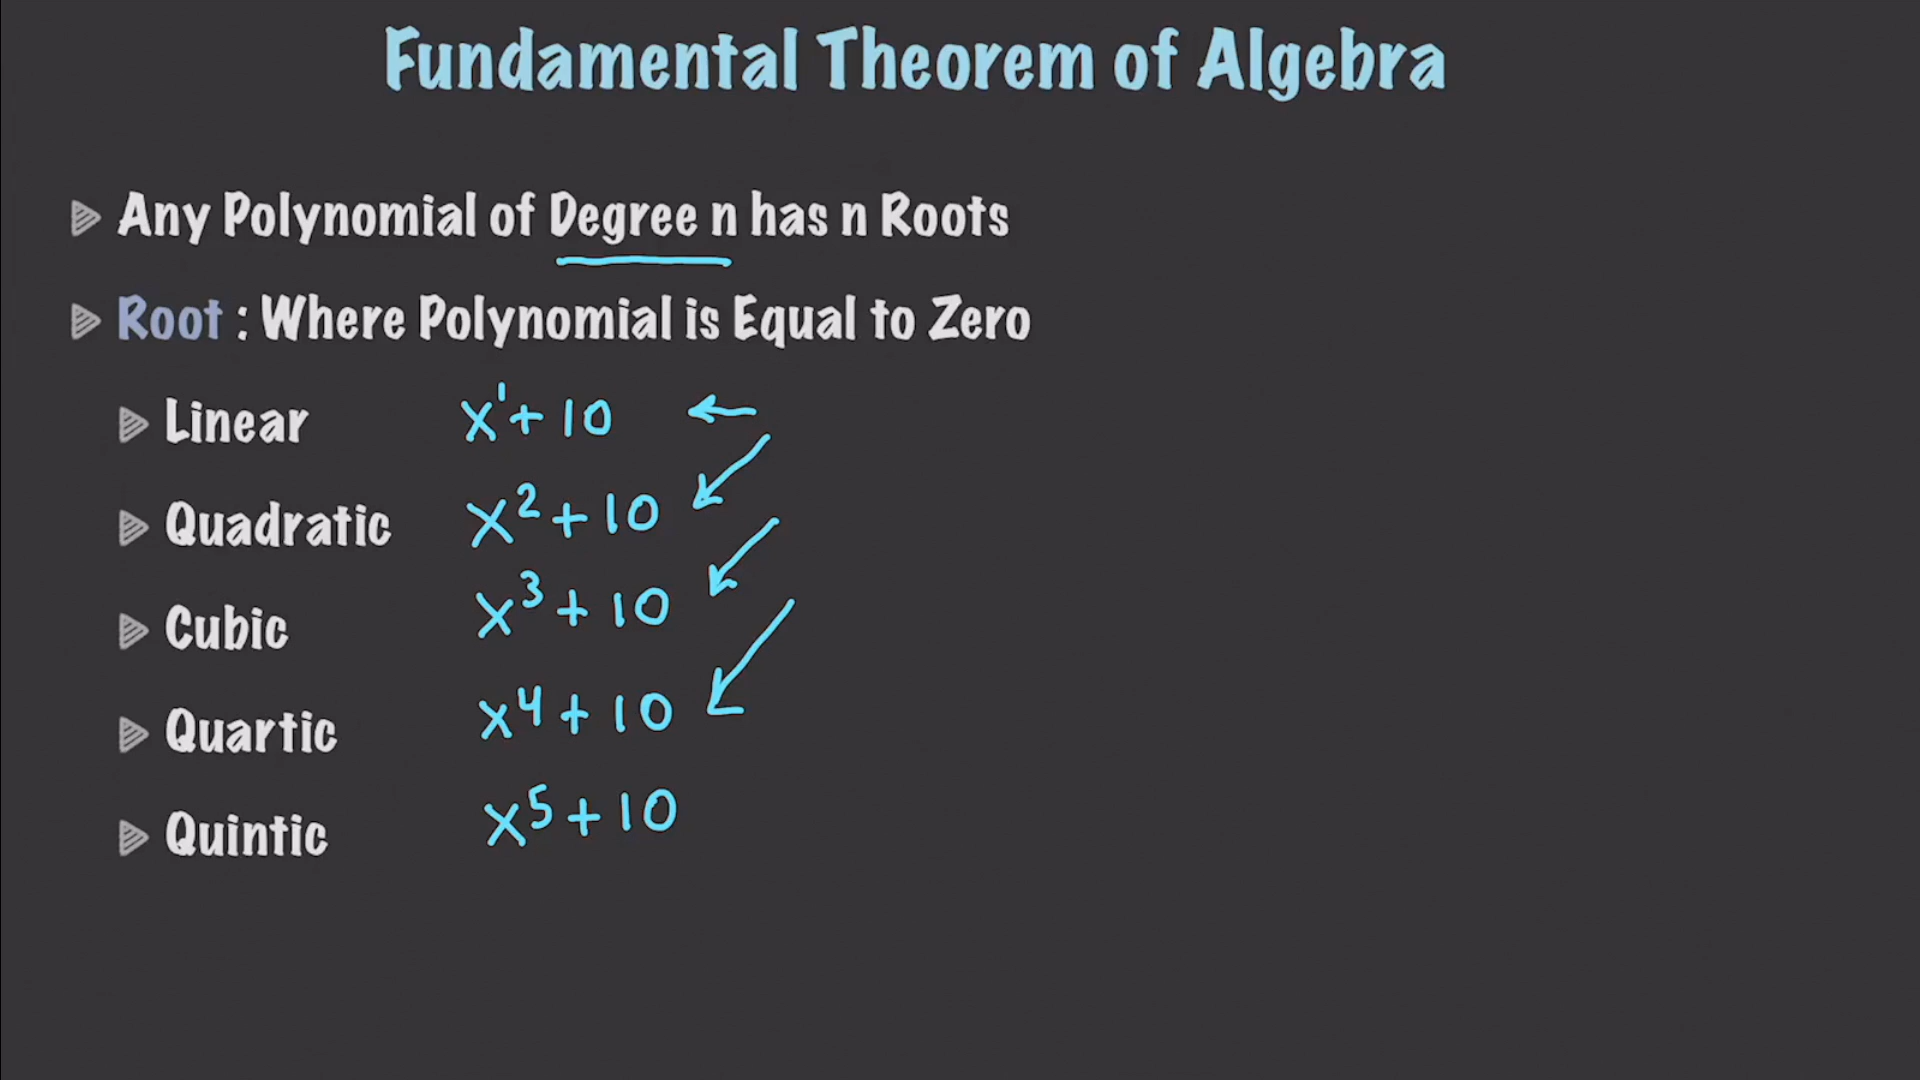 Fundamental Theorem of Algebra
Any Polynomial of Degree n has n Roots
Root : Where Polynomial is Equal to Zero
Linear x¹ + 10
Quadratic x² + 10
Cubic x³ + 10
Quartic x⁴ + 10
Quintic x⁵ + 10